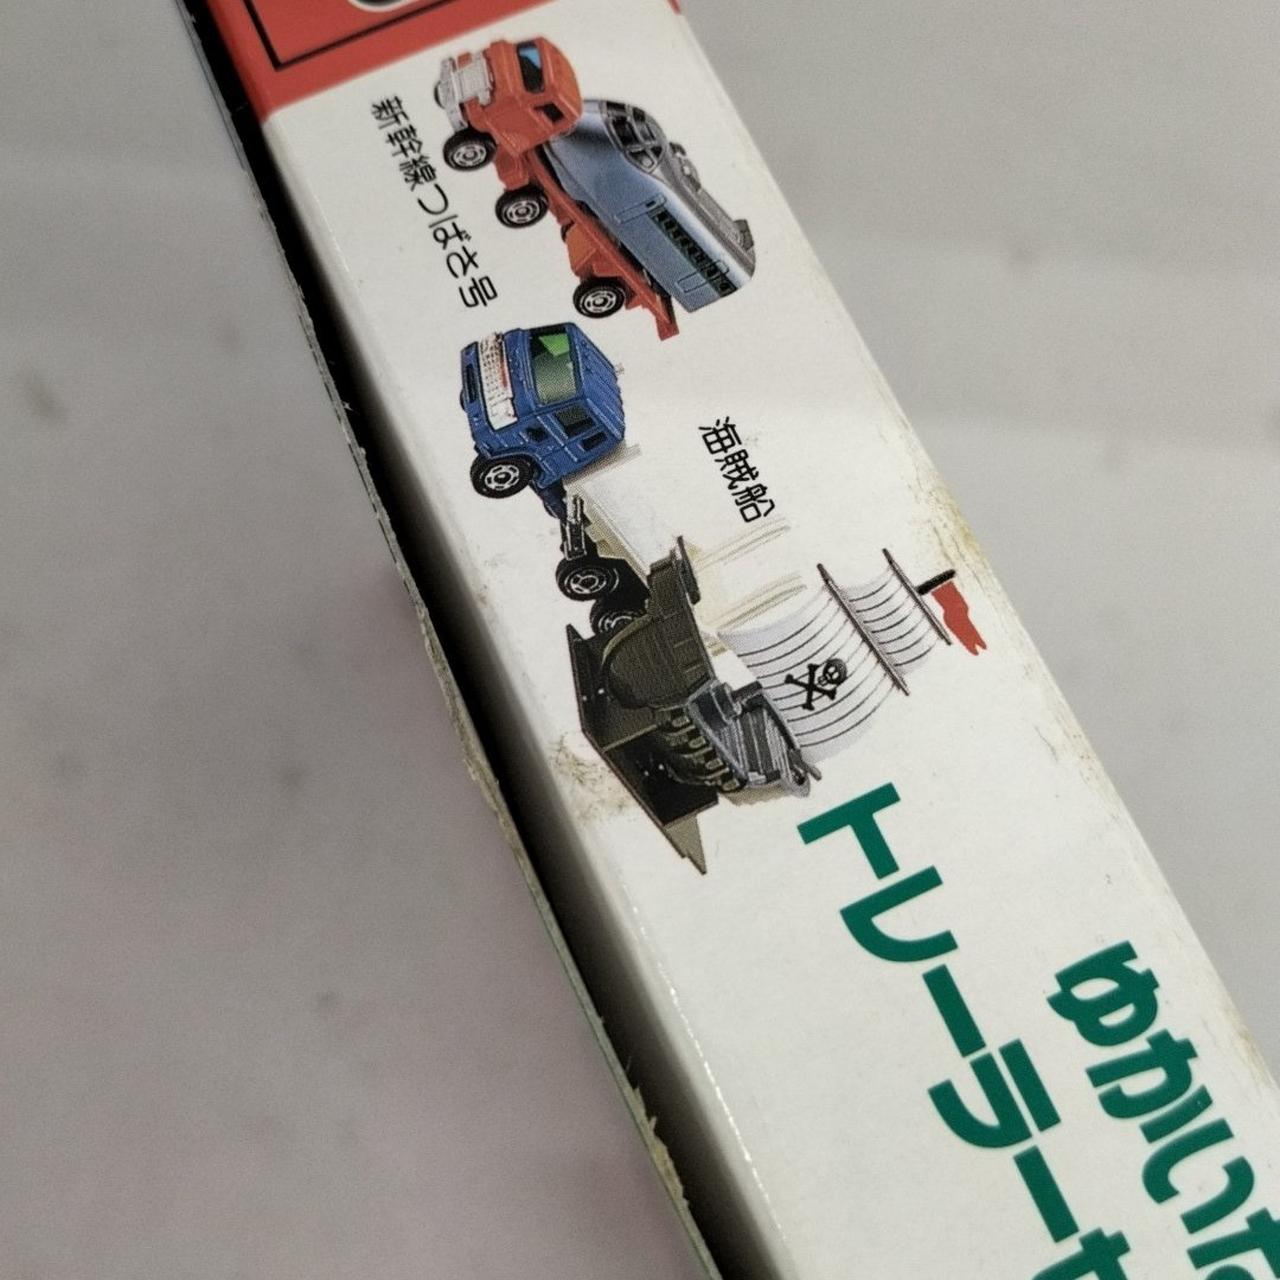 新幹線つばさ号
海賊船
ゆかいな
トレーラーセ